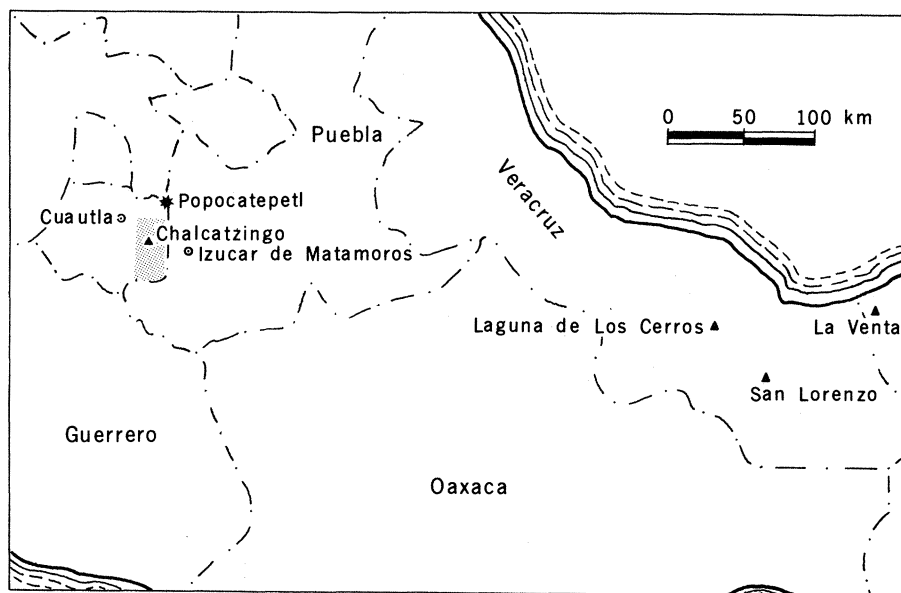 0 50 100 km
Puebla
Veracruz
Popocatepetl
Cuautla
Chalcatzingo
Izucar de Matamoros
Laguna de Los Cerros
La Venta
San Lorenzo
Guerrero
Oaxaca